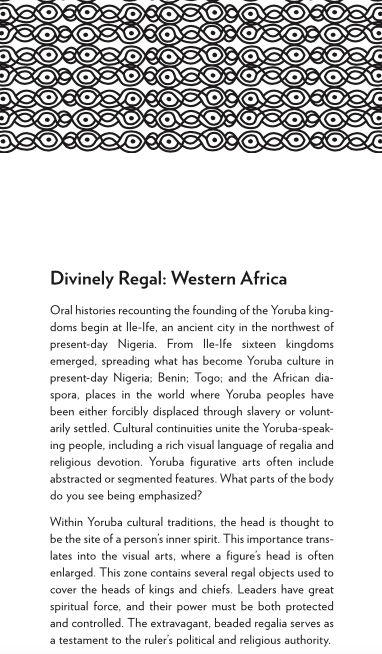 Divinely Regal: Western Africa
Oral histories recounting the founding of the Yoruba king-
doms begin at Ile-Ife, an ancient city in the northwest of
present-day Nigeria. From Ile-Ife sixteen kingdoms
emerged, spreading what has become Yoruba culture in
present-day Nigeria; Benin; Togo; and the African dia-
spora, places in the world where Yoruba peoples have
been either forcibly displaced through slavery or volunt-
arily settled. Cultural continuities unite the Yoruba-speak-
ing people, including a rich visual language of regalia and
religious devotion. Yoruba figurative arts often include
abstracted or segmented features. What parts of the body
do you see being emphasized?
Within Yoruba cultural traditions, the head is thought to
be the site of a person's inner spirit. This importance trans-
lates into the visual arts, where a figure's head is often
enlarged. This zone contains several regal objects used to
cover the heads of kings and chiefs. Leaders have great
spiritual force, and their power must be both protected
and controlled. The extravagant, beaded regalia serves as
a testament to the ruler's political and religious authority.